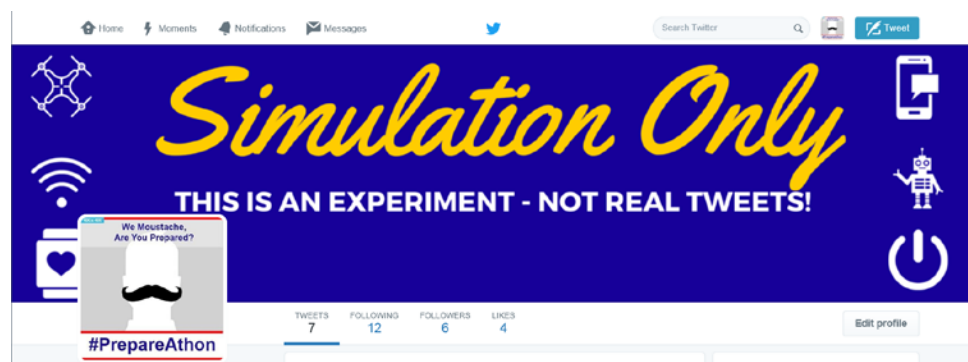 Home Moments Notifications Messages Search Twitter Tweet
Simulation Only
THIS IS AN EXPERIMENT - NOT REAL TWEETS!
We Moustache,
Are You Prepared?
#PrepareAthon
TWEETS FOLLOWING FOLLOWERS LIKES
7 12 6 4
Edit profile